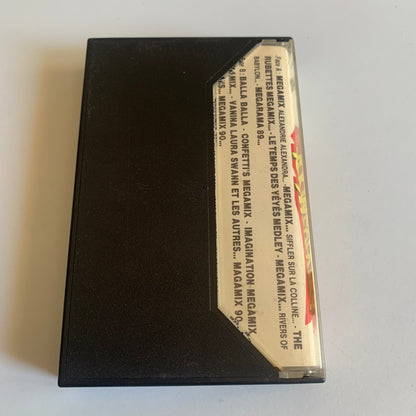 Face A : MEGAMIX ALEXANDRIE ALEXANDRA.. - MEGAMIX... SIFFLER SUR LA COLLINE... - THE
RUBETTES MEGAMIX... - LE TEMPS DES YÉYÉS MEDLEY - MEGAMIX... RIVERS OF
BABYLON.. - MEGARAMA 89...
B : BALLA BALLA - CONFETTI'S MEGAMIX - IMAGINATION MEGAMIX
MIX... - VANINA LAURA SWANN ET LES AUTRES... MAGAMIX 90...
MEGAMIX 90...